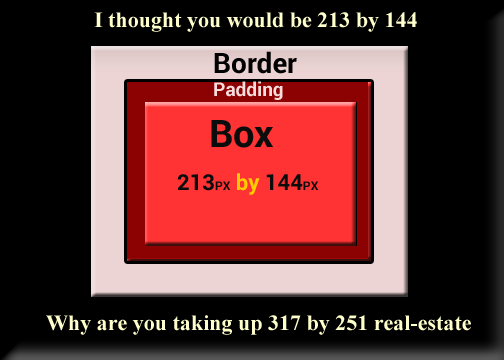 I thought you would be 213 by 144
Border
Padding
Box
213PX by 144PX
Why are you taking up 317 by 251 real-estate